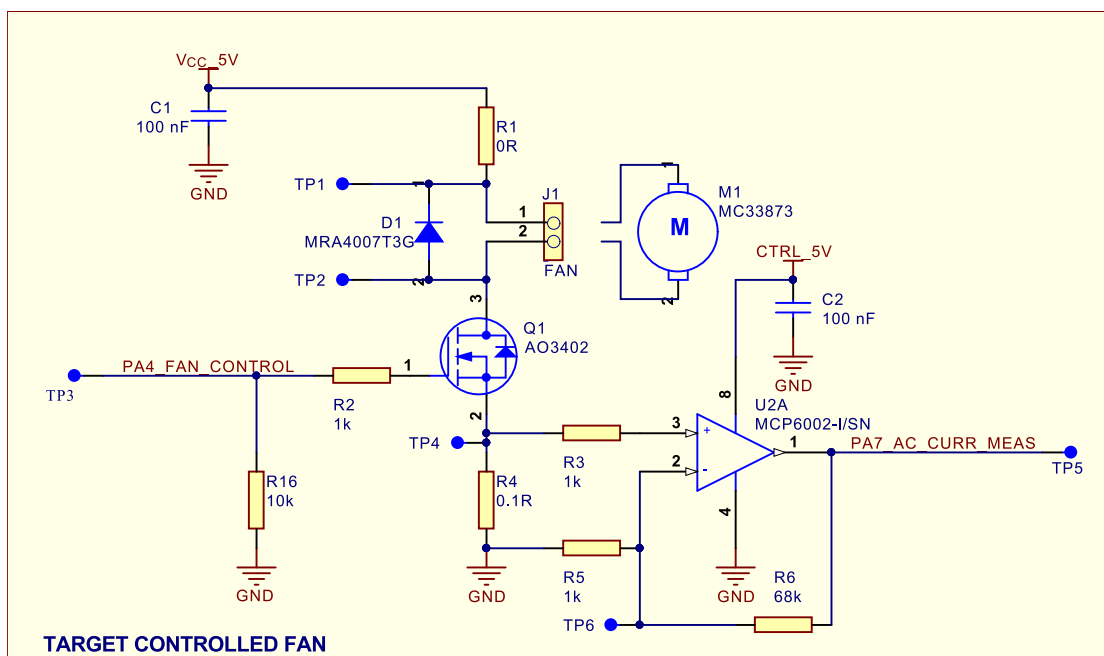 VCC_5V
C1
100 nF
GND
R1
0R
TP1
1
D1
MRA4007T3G
J1
1
2
FAN
1
M
2
M1
MC33873
TP2
2
3
Q1
AO3402
CTRL_5V
C2
100 nF
GND
PA4_FAN_CONTROL
TP3
R2
1k
1
2
TP4
R3
1k
3
+
2
-
8
U2A
MCP6002-I/SN
1
PA7_AC_CURR_MEAS
TP5
4
R16
10k
R4
0.1R
R5
1k
GND
GND
GND
R6
68k
TP6
TARGET CONTROLLED FAN